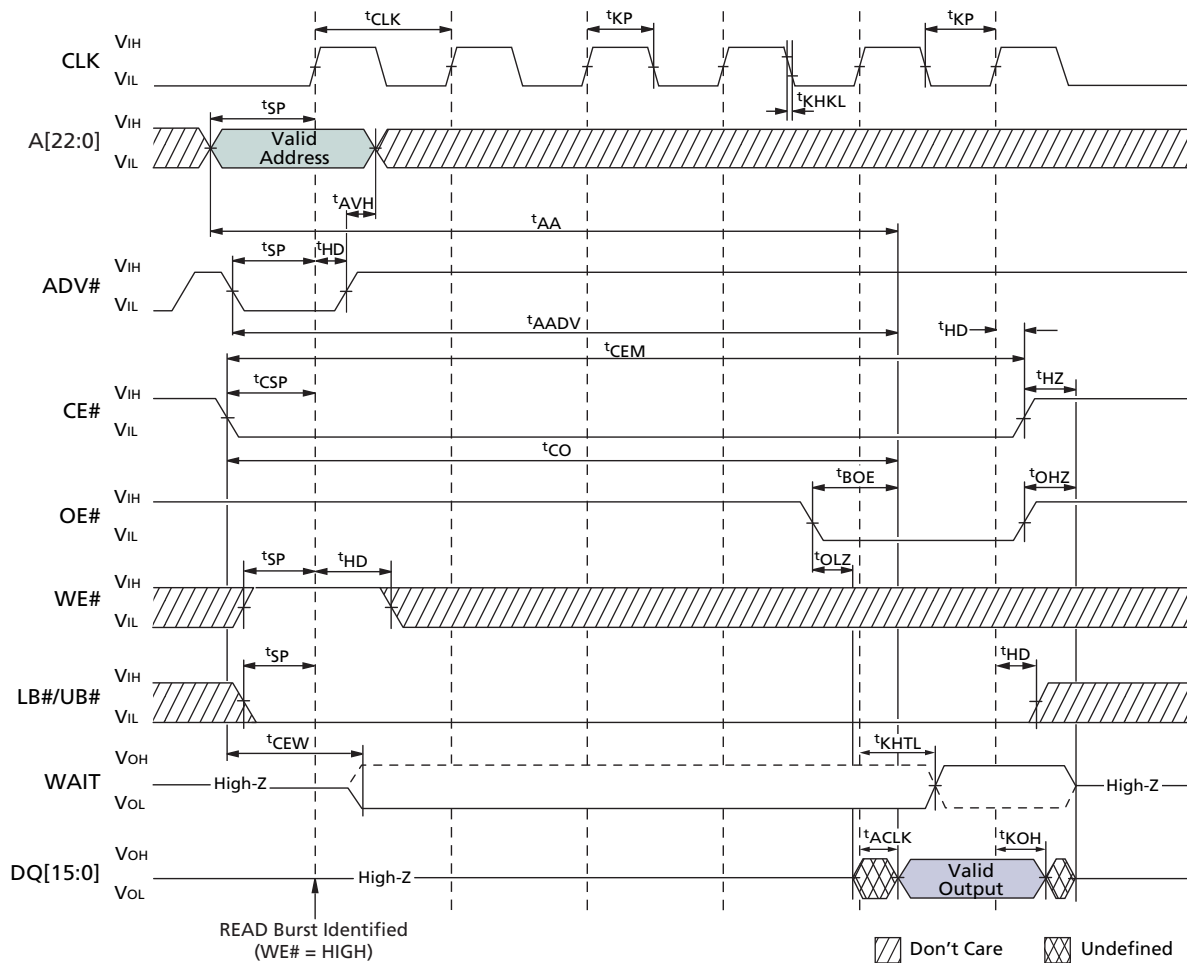 tCLK
tKP
tKP
CLK
VIH
VIL
tKHKL
tSP
A[22:0]
VIH
VIL
Valid
Address
tAVH
tAA
tSP
tHD
ADV#
VIH
VIL
tAADV
tHD
tCEM
tCSP
tHZ
CE#
VIH
VIL
tCO
tBOE
tOHZ
OE#
VIH
VIL
tOLZ
tSP
tHD
WE#
VIH
VIL
tSP
tHD
LB#/UB#
VIH
VIL
tCEW
tKHTL
WAIT
VOH
VOL
High-Z
High-Z
tACLK
tKOH
DQ[15:0]
VOH
VOL
High-Z
Valid
Output
READ Burst Identified
(WE# = HIGH)
Don't Care
Undefined